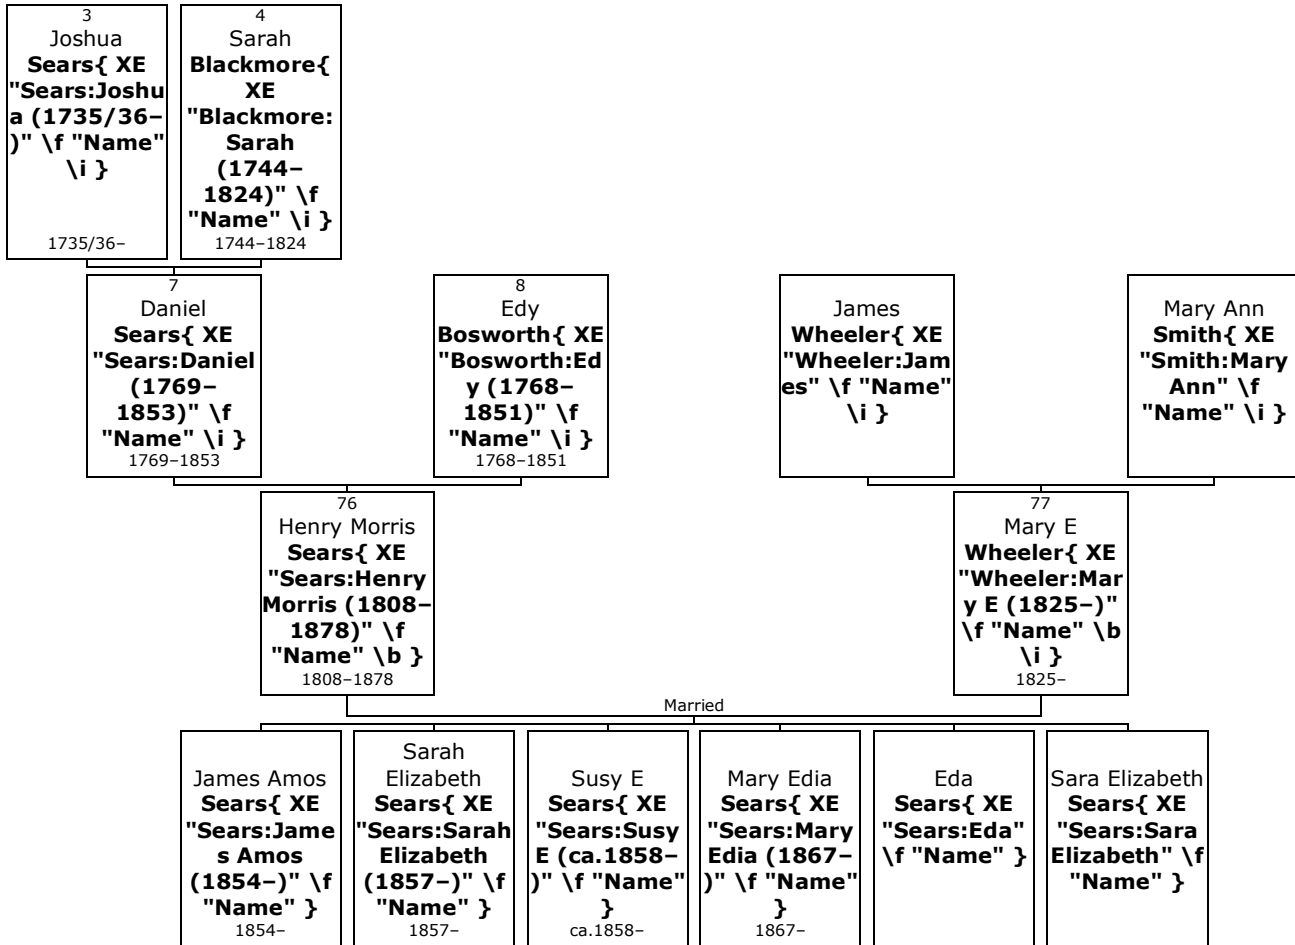 3
Joshua
Sears{ XE
"Sears:Joshu
a (1735/36–
)" \f "Name"
\i }
1735/36–
4
Sarah
Blackmore{
XE
"Blackmore:
Sarah
(1744–
1824)" \f
"Name" \i }
1744–1824
7
Daniel
Sears{ XE
"Sears:Daniel
(1769–
1853)" \f
"Name" \i }
1769–1853
8
Edy
Bosworth{ XE
"Bosworth:Ed
y (1768–
1851)" \f
"Name" \i }
1768–1851
James
Wheeler{ XE
"Wheeler:Jam
es" \f "Name"
\i }
Mary Ann
Smith{ XE
"Smith:Mary
Ann" \f
"Name" \i }
76
Henry Morris
Sears{ XE
"Sears:Henry
Morris (1808–
1878)" \f
"Name" \b }
1808–1878
77
Mary E
Wheeler{ XE
"Wheeler:Mar
y E (1825–)"
\f "Name" \b
\i }
1825–
Married
James Amos
Sears{ XE
"Sears:Jame
s Amos
(1854–)" \f
"Name" }
1854–
Sarah
Elizabeth
Sears{ XE
"Sears:Sarah
Elizabeth
(1857–)" \f
"Name" }
1857–
Susy E
Sears{ XE
"Sears:Susy
E (ca.1858–
)" \f "Name"
}
ca.1858–
Mary Edia
Sears{ XE
"Sears:Mary
Edia (1867–
)" \f "Name"
}
1867–
Eda
Sears{ XE
"Sears:Eda"
\f "Name" }
Sara Elizabeth
Sears{ XE
"Sears:Sara
Elizabeth" \f
"Name" }